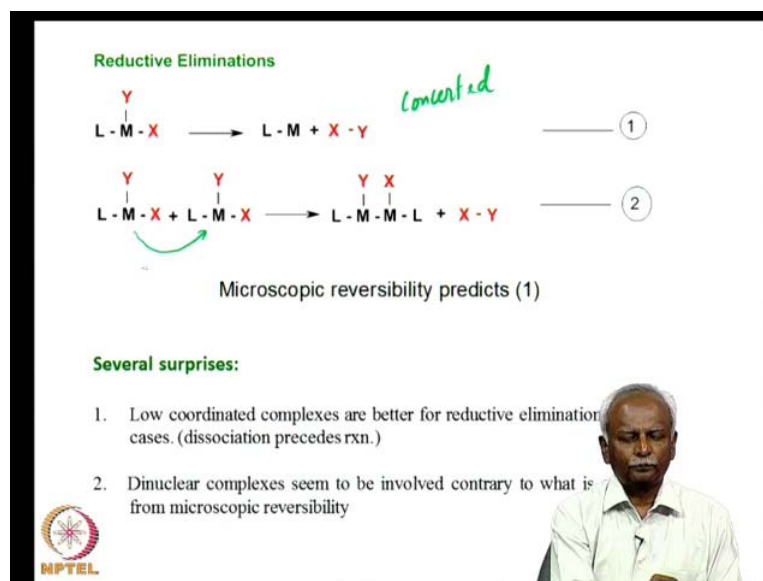 Reductive Eliminations
concerted
Y
L - M - X ⟶ L - M + X - Y 1
Y Y Y X
L - M - X + L - M - X ⟶ L - M - M - L + X - Y 2
Microscopic reversibility predicts (1)
Several surprises:
1. Low coordinated complexes are better for reductive elimination
cases. (dissociation precedes rxn.)
2. Dinuclear complexes seem to be involved contrary to what is
from microscopic reversibility
NPTEL